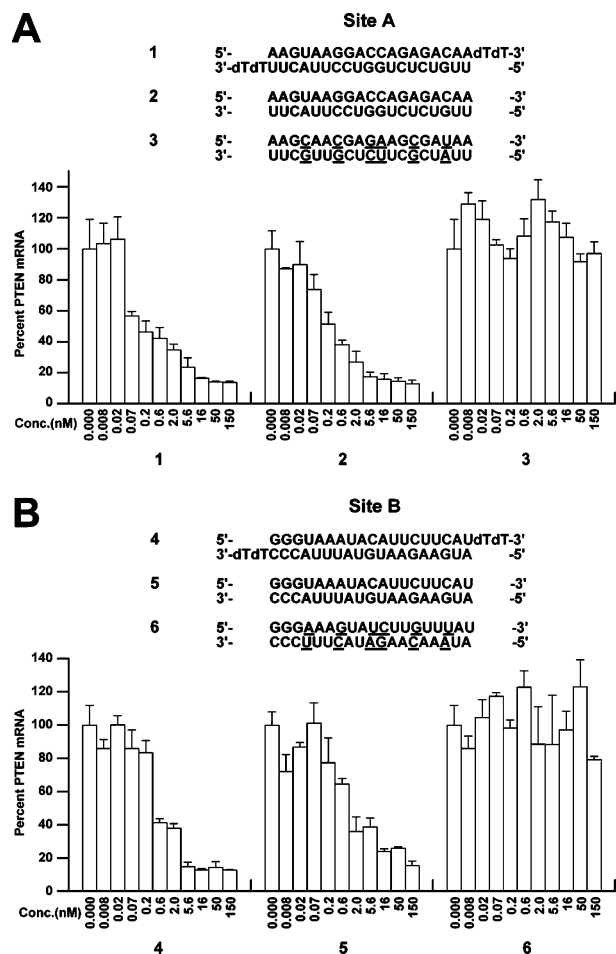 A
Site A
1 5'- AAGUAAGGACCAGAGACAAdTdT-3'
3'-dTdTUUCAUUCCUGGUCUCUGUU -5'
2 5'- AAGUAAGGACCAGAGACAA -3'
3'- UUCAUUCCUGGUCUCUGUU -5'
3 5'- AAGCAACGAGAAGCGAUAA -3'
3'- UUCGUUGCUCUUCGCUAUU -5'
Percent PTEN mRNA
140
120
100
80
60
40
20
0
Conc.(nM) 0.000 0.008 0.02 0.07 0.2 0.6 2.0 5.6 16 50 150 0.000 0.008 0.02 0.07 0.2 0.6 2.0 5.6 16 50 150 0.000 0.008 0.02 0.07 0.2 0.6 2.0 5.6 16 50 150
1 2 3
B
Site B
4 5'- GGGUAAAUACAUUCUUCAUdTdT-3'
3'-dTdTCCCAUUUAUGUAAGAAGUA -5'
5 5'- GGGUAAAUACAUUCUUCAU -3'
3'- CCCAUUUAUGUAAGAAGUA -5'
6 5'- GGGAAAGUAUCUUGUUUAU -3'
3'- CCCUUUCAUAGAACAAAUA -5'
Percent PTEN mRNA
140
120
100
80
60
40
20
0
Conc.(nM) 0.000 0.008 0.02 0.07 0.2 0.6 2.0 5.6 16 50 150 0.000 0.008 0.02 0.07 0.2 0.6 2.0 5.6 16 50 150 0.000 0.008 0.02 0.07 0.2 0.6 2.0 5.6 16 50 150
4 5 6